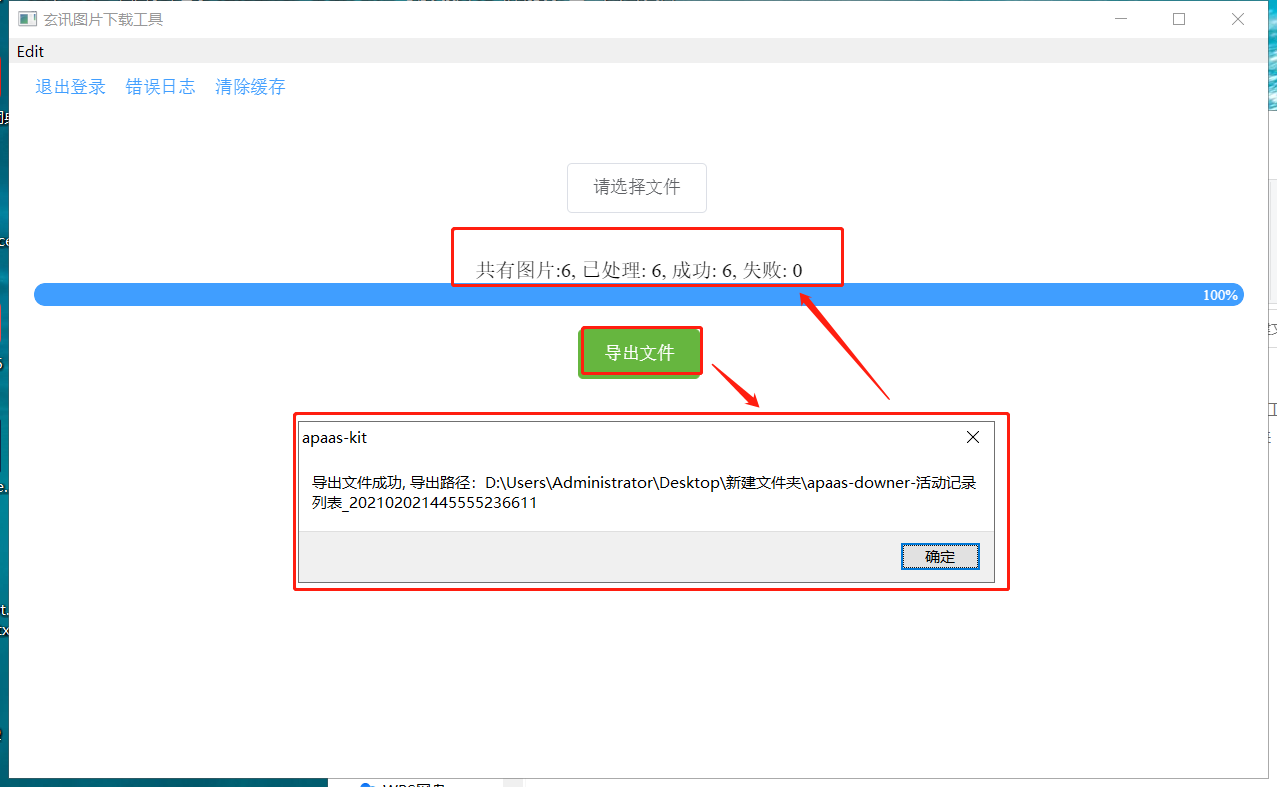 玄讯图片下载工具
Edit
退出登录 错误日志 清除缓存
请选择文件
共有图片:6, 已处理: 6, 成功: 6, 失败: 0
100%
导出文件
apaas-kit
导出文件成功, 导出路径：D:\Users\Administrator\Desktop\新建文件夹\apaas-downer-活动记录
列表_202102021445555236611
确定